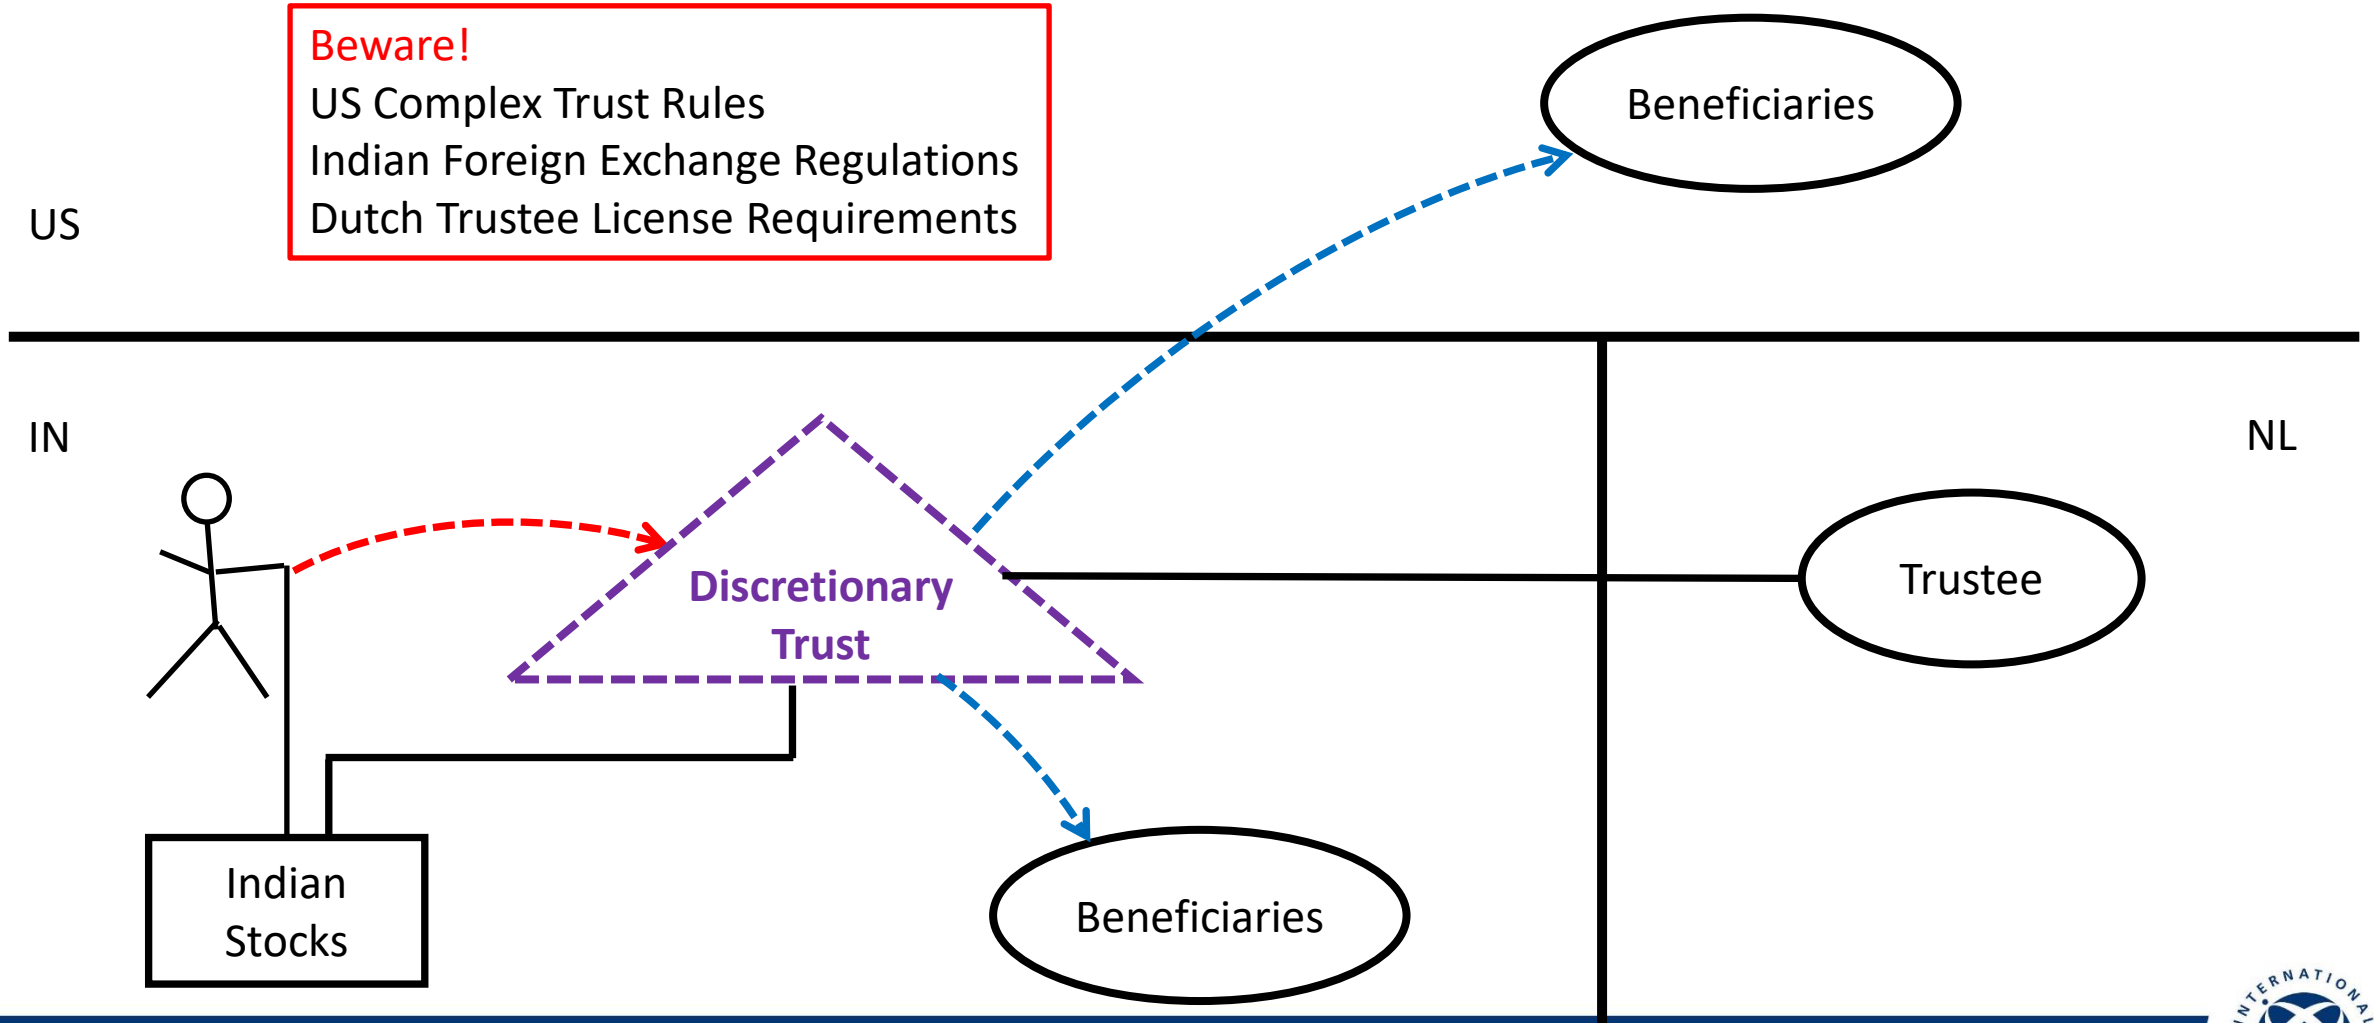 Beware!
US Complex Trust Rules
Indian Foreign Exchange Regulations
Dutch Trustee License Requirements
Beneficiaries
US
IN
NL
Discretionary
Trust
Trustee
Indian
Stocks
Beneficiaries
INTERNATIONA